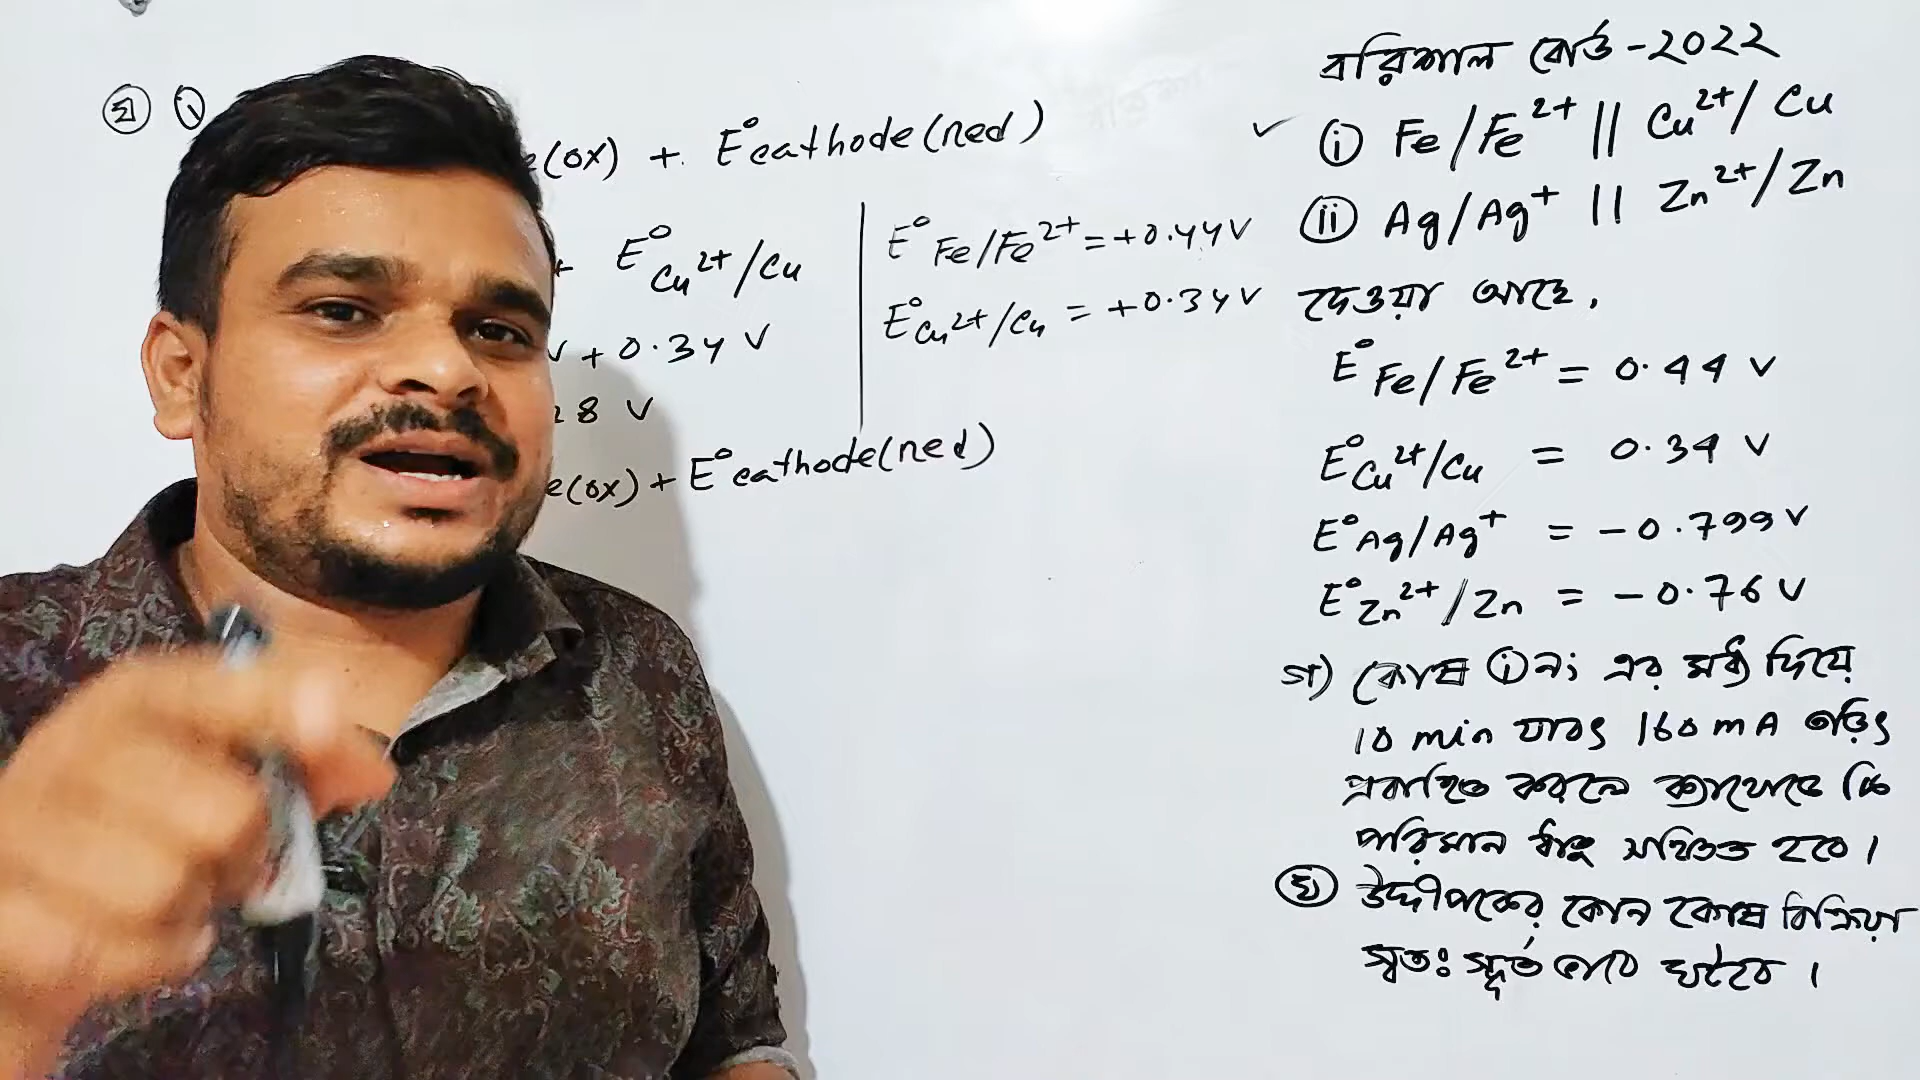 ঘ i
e(ox) + E°cathode(red)
+ E°Cu²⁺/Cu
V + 0.34 V
28 V
e(ox) + E°cathode(red)
E°Fe/Fe²⁺ = +0.44V
E°Cu²⁺/Cu = +0.34V
বরিশাল বোর্ড -২০২২
✓ i Fe/Fe²⁺ || Cu²⁺/Cu
ii Ag/Ag⁺ || Zn²⁺/Zn
দেওয়া আছে,
E°Fe/Fe²⁺ = 0.44 V
E°Cu²⁺/Cu = 0.34 V
E°Ag/Ag⁺ = -0.799 V
E°Zn²⁺/Zn = -0.76 V
গ) কোষ i নং এর মধ্য দিয়ে
10 min যাবৎ 160 mA তড়িৎ
প্রবাহিত করলে ক্যাথোডে কি
পরিমান ধাতু সঞ্চিত হবে।
ঘ উদ্দীপকের কোন কোষ বিক্রিয়া
স্বতঃস্ফূর্ত ভাবে ঘটবে।